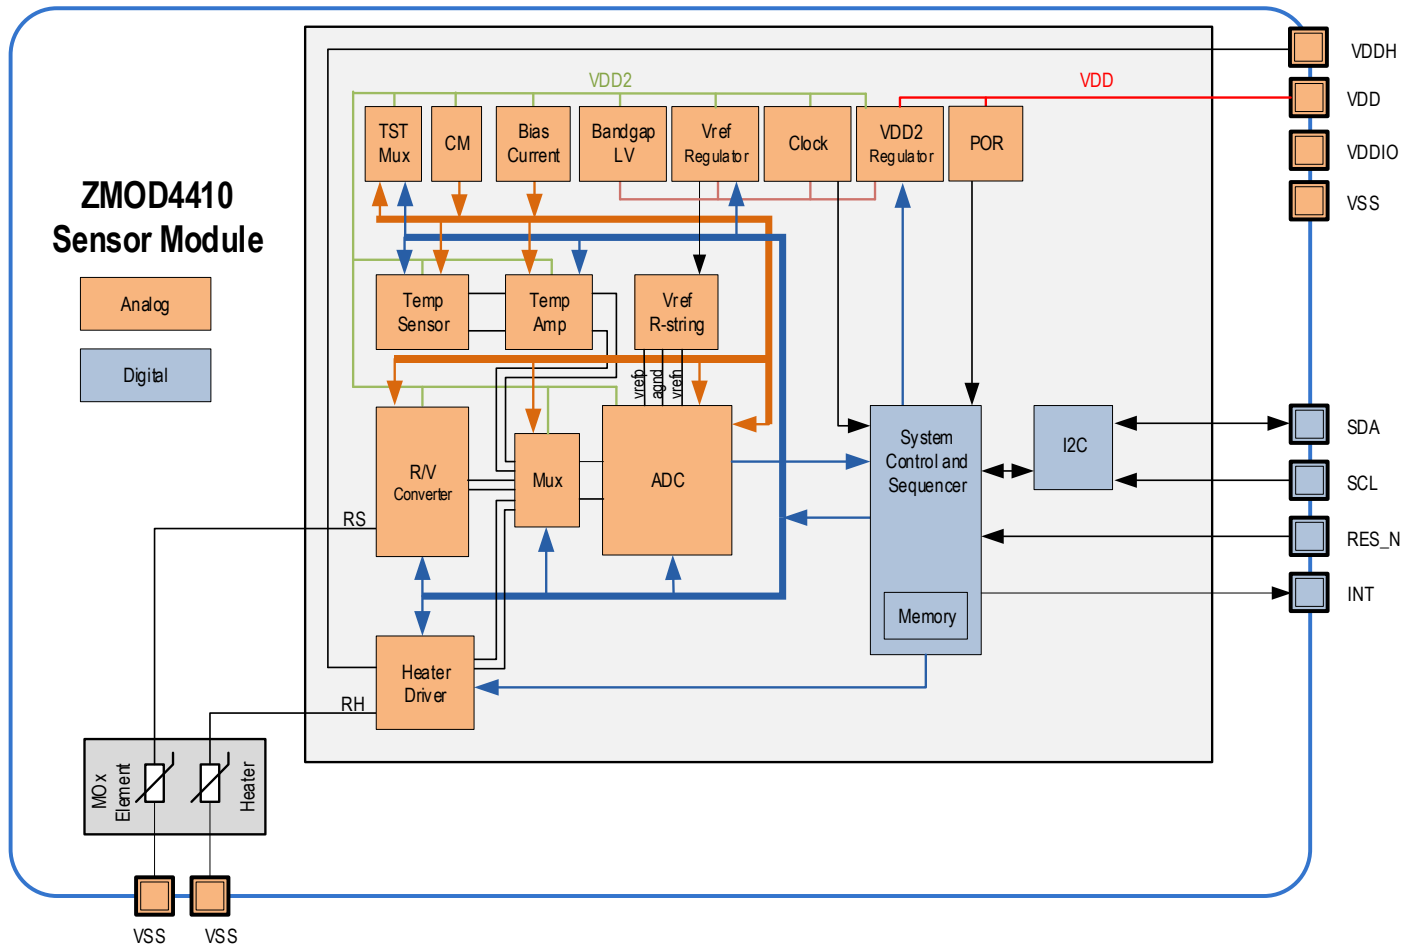 VDDH
VDD2
VDD
VDD
TST
Mux
CM
Bias
Current
Bandgap
LV
Vref
Regulator
Clock
VDD2
Regulator
POR
VDDIO
VSS
ZMOD4410
Sensor Module
Analog
Digital
Temp
Sensor
Temp
Amp
Vref
R-string
vrefp
agnd
vrefn
R/V
Converter
Mux
ADC
System
Control and
Sequencer
Memory
I2C
SDA
SCL
RES_N
INT
RS
Heater
Driver
RH
MOx
Element
Heater
VSS
VSS